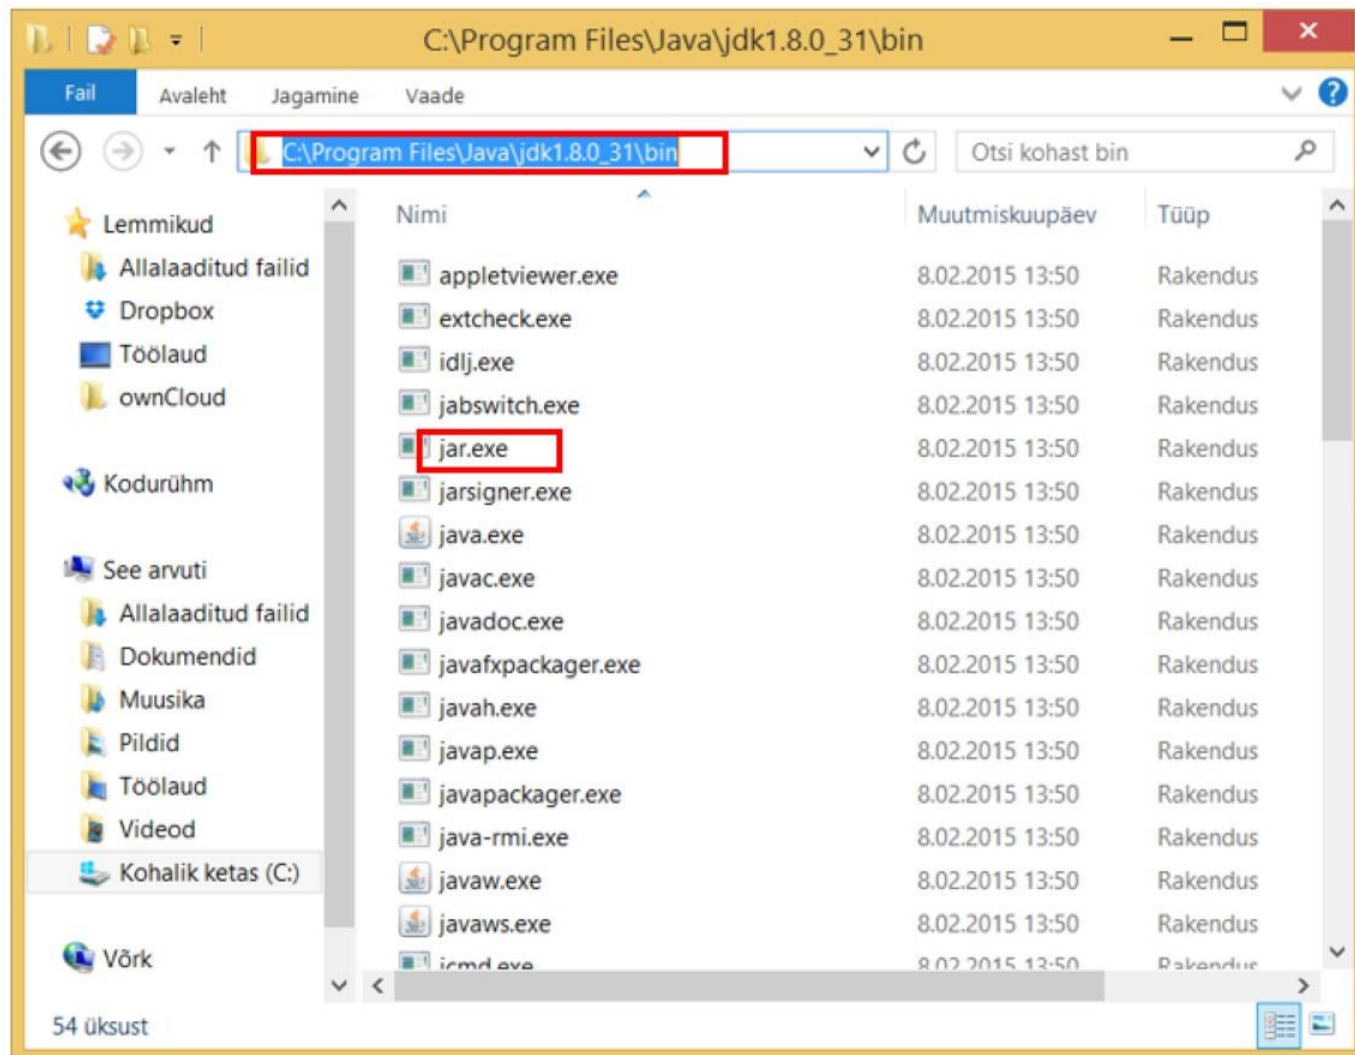 C:\Program Files\Java\jdk1.8.0_31\bin
Fail Avaleht Jagamine Vaade
C:\Program Files\Java\jdk1.8.0_31\bin Otsi kohast bin
Lemmikud
Allalaaditud failid
Dropbox
Töölaud
ownCloud
Kodurühm
See arvuti
Allalaaditud failid
Dokumendid
Muusika
Pildid
Töölaud
Videod
Kohalik ketas (C:)
Võrk
Nimi Muutmiskuupäev Tüüp
appletviewer.exe 8.02.2015 13:50 Rakendus
extcheck.exe 8.02.2015 13:50 Rakendus
idlj.exe 8.02.2015 13:50 Rakendus
jabswitch.exe 8.02.2015 13:50 Rakendus
jar.exe 8.02.2015 13:50 Rakendus
jarsigner.exe 8.02.2015 13:50 Rakendus
java.exe 8.02.2015 13:50 Rakendus
javac.exe 8.02.2015 13:50 Rakendus
javadoc.exe 8.02.2015 13:50 Rakendus
javafxpackager.exe 8.02.2015 13:50 Rakendus
javah.exe 8.02.2015 13:50 Rakendus
javap.exe 8.02.2015 13:50 Rakendus
javapackager.exe 8.02.2015 13:50 Rakendus
java-rmi.exe 8.02.2015 13:50 Rakendus
javaw.exe 8.02.2015 13:50 Rakendus
javaws.exe 8.02.2015 13:50 Rakendus
jcmd.exe 8.02.2015 13:50 Rakendus
54 üksust